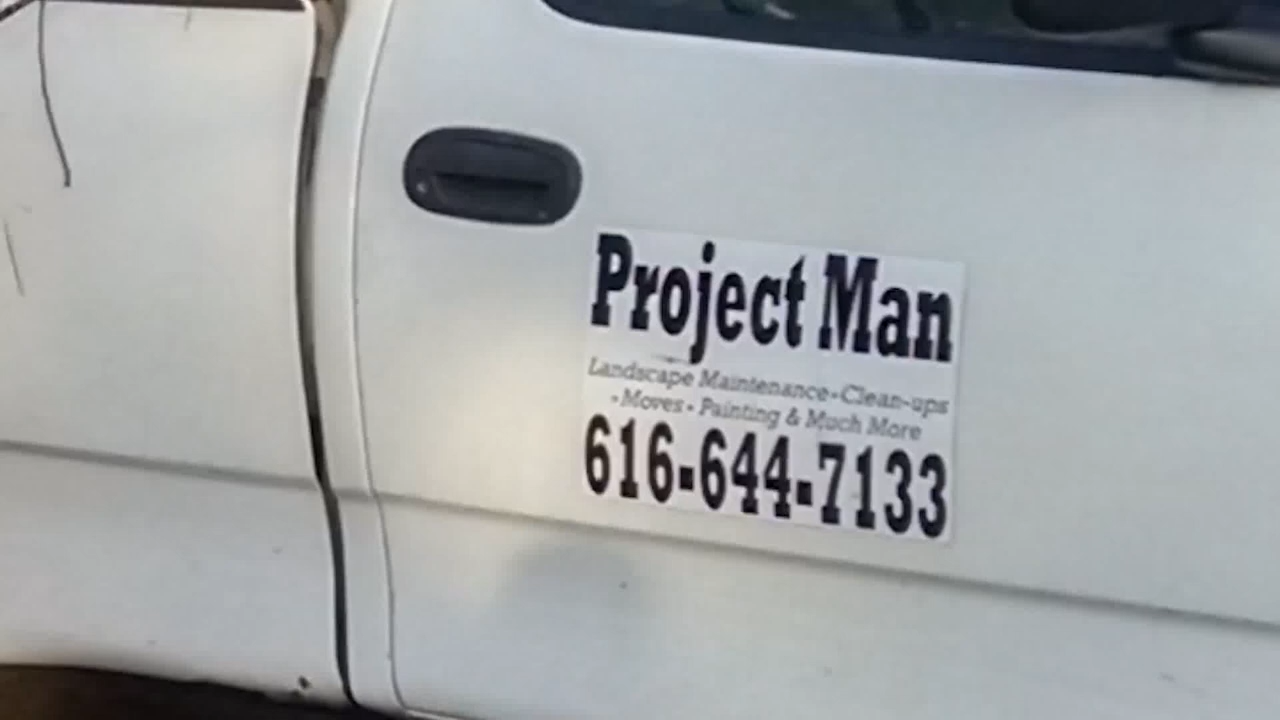 Project Man
Landscape Maintenance•Clean-ups
•Moves• Painting & Much More
616-644-7133